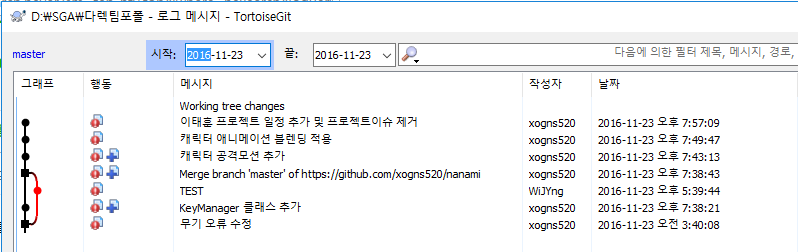 D:₩SGA₩다렉팀포폴 - 로그 메시지 - TortoiseGit
master 시작: 2016-11-23 끝: 2016-11-23 다음에 의한 필터 제목, 메시지, 경로,
그래프 행동 메시지 작성자 날짜
Working tree changes
이태훈 프로젝트 일정 추가 및 프로젝트이슈 제거 xogns520 2016-11-23 오후 7:57:09
캐릭터 애니메이션 블렌딩 적용 xogns520 2016-11-23 오후 7:49:47
캐릭터 공격모션 추가 xogns520 2016-11-23 오후 7:43:13
Merge branch 'master' of https://github.com/xogns520/nanami xogns520 2016-11-23 오후 7:38:43
TEST WiJYng 2016-11-23 오후 5:39:44
KeyManager 클래스 추가 xogns520 2016-11-23 오후 7:38:21
무기 오류 수정 xogns520 2016-11-23 오전 3:40:08